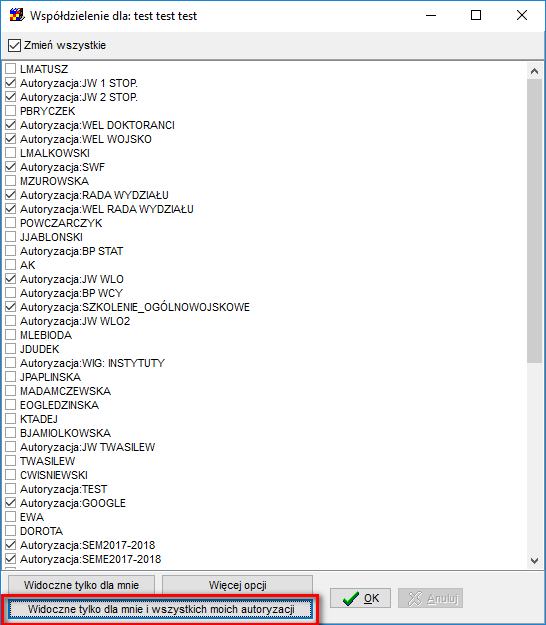 Współdzielenie dla: test test test
Zmień wszystkie
LMATUSZ
Autoryzacja:JW 1 STOP.
Autoryzacja:JW 2 STOP.
PBRYCZEK
Autoryzacja:WEL DOKTORANCI
Autoryzacja:WEL WOJSKO
LMALKOWSKI
Autoryzacja:SWF
MZUROWSKA
Autoryzacja:RADA WYDZIAŁU
Autoryzacja:WEL RADA WYDZIAŁU
POWCZARCZYK
JJABLONSKI
Autoryzacja:BP STAT
AK
Autoryzacja:JW WLO
Autoryzacja:BP WCY
Autoryzacja:SZKOLENIE_OGÓLNOWOJSKOWE
Autoryzacja:JW WLO2
MLEBIODA
JDUDEK
Autoryzacja:WIG: INSTYTUTY
JPAPLINSKA
MADAMCZEWSKA
EOGLEDZINSKA
KTADEJ
BJAMIOLKOWSKA
Autoryzacja:JW TWASILEW
TWASILEW
CWISNIEWSKI
Autoryzacja:TEST
Autoryzacja:GOOGLE
EWA
DOROTA
Autoryzacja:SEM2017-2018
Autoryzacja:SEME2017-2018
Widoczne tylko dla mnie
Więcej opcji
Widoczne tylko dla mnie i wszystkich moich autoryzacji
OK
Anuluj